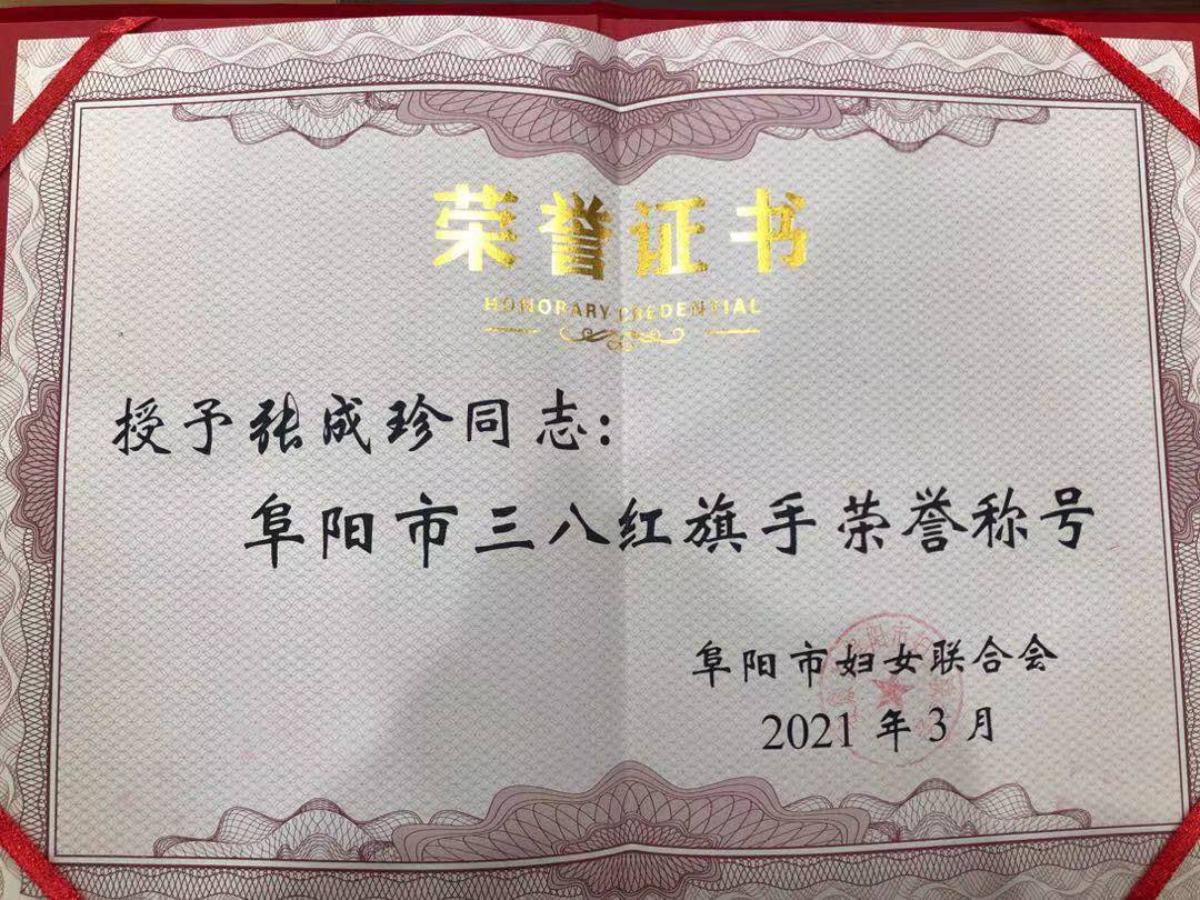 荣誉证书
HONORARY CREDENTIAL
授予张成珍同志：
阜阳市三八红旗手荣誉称号
阜阳市妇女联合会
2021年3月